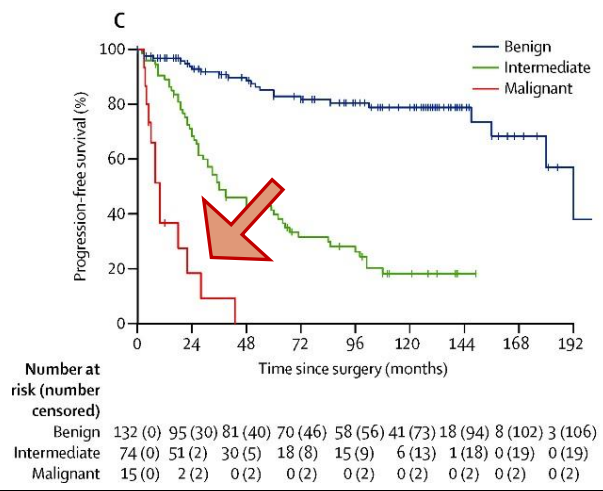 C
100
80
60
40
20
0
Progression-free survival (%)
Benign
Intermediate
Malignant
0 24 48 72 96 120 144 168 192
Time since surgery (months)
Number at
risk (number
censored)
Benign 132 (0) 95 (30) 81 (40) 70 (46) 58 (56) 41 (73) 18 (94) 8 (102) 3 (106)
Intermediate 74 (0) 51 (2) 30 (5) 18 (8) 15 (9) 6 (13) 1 (18) 0 (19) 0 (19)
Malignant 15 (0) 2 (2) 0 (2) 0 (2) 0 (2) 0 (2) 0 (2) 0 (2) 0 (2)